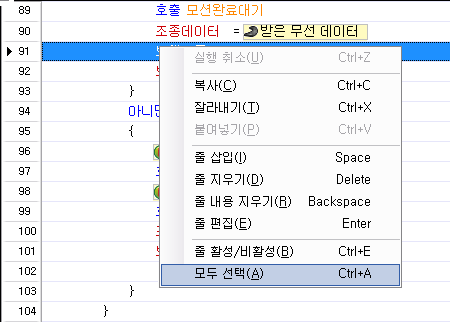 89 호출 모션완료대기
90 조종데이터 = 받은 무선 데이터
91
92
93 }
94 아니면
95 {
96
97
98
99
100
101
102
103 }
104 }
실행 취소(U) Ctrl+Z
복사(C) Ctrl+C
잘라내기(T) Ctrl+X
붙여넣기(P) Ctrl+V
줄 삽입(I) Space
줄 지우기(D) Delete
줄 내용 지우기(R) Backspace
줄 편집(E) Enter
줄 활성/비활성(B) Ctrl+E
모두 선택(A) Ctrl+A